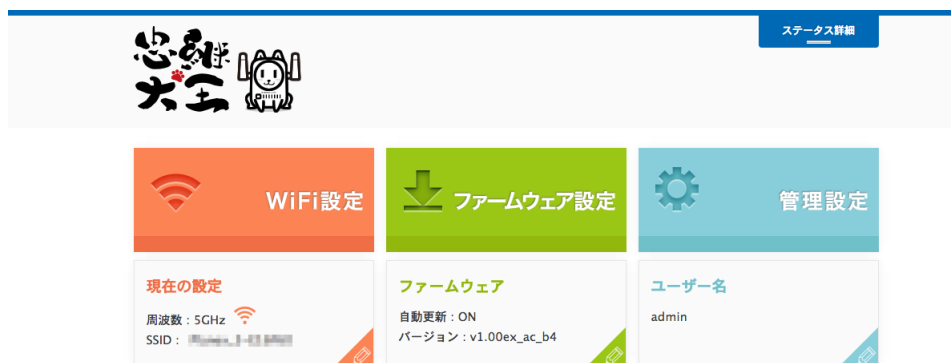 ステータス詳細
忠継
大王
WiFi設定
ファームウェア設定
管理設定
現在の設定
周波数：5GHz
SSID：
ファームウェア
自動更新：ON
バージョン：v1.00ex_ac_b4
ユーザー名
admin